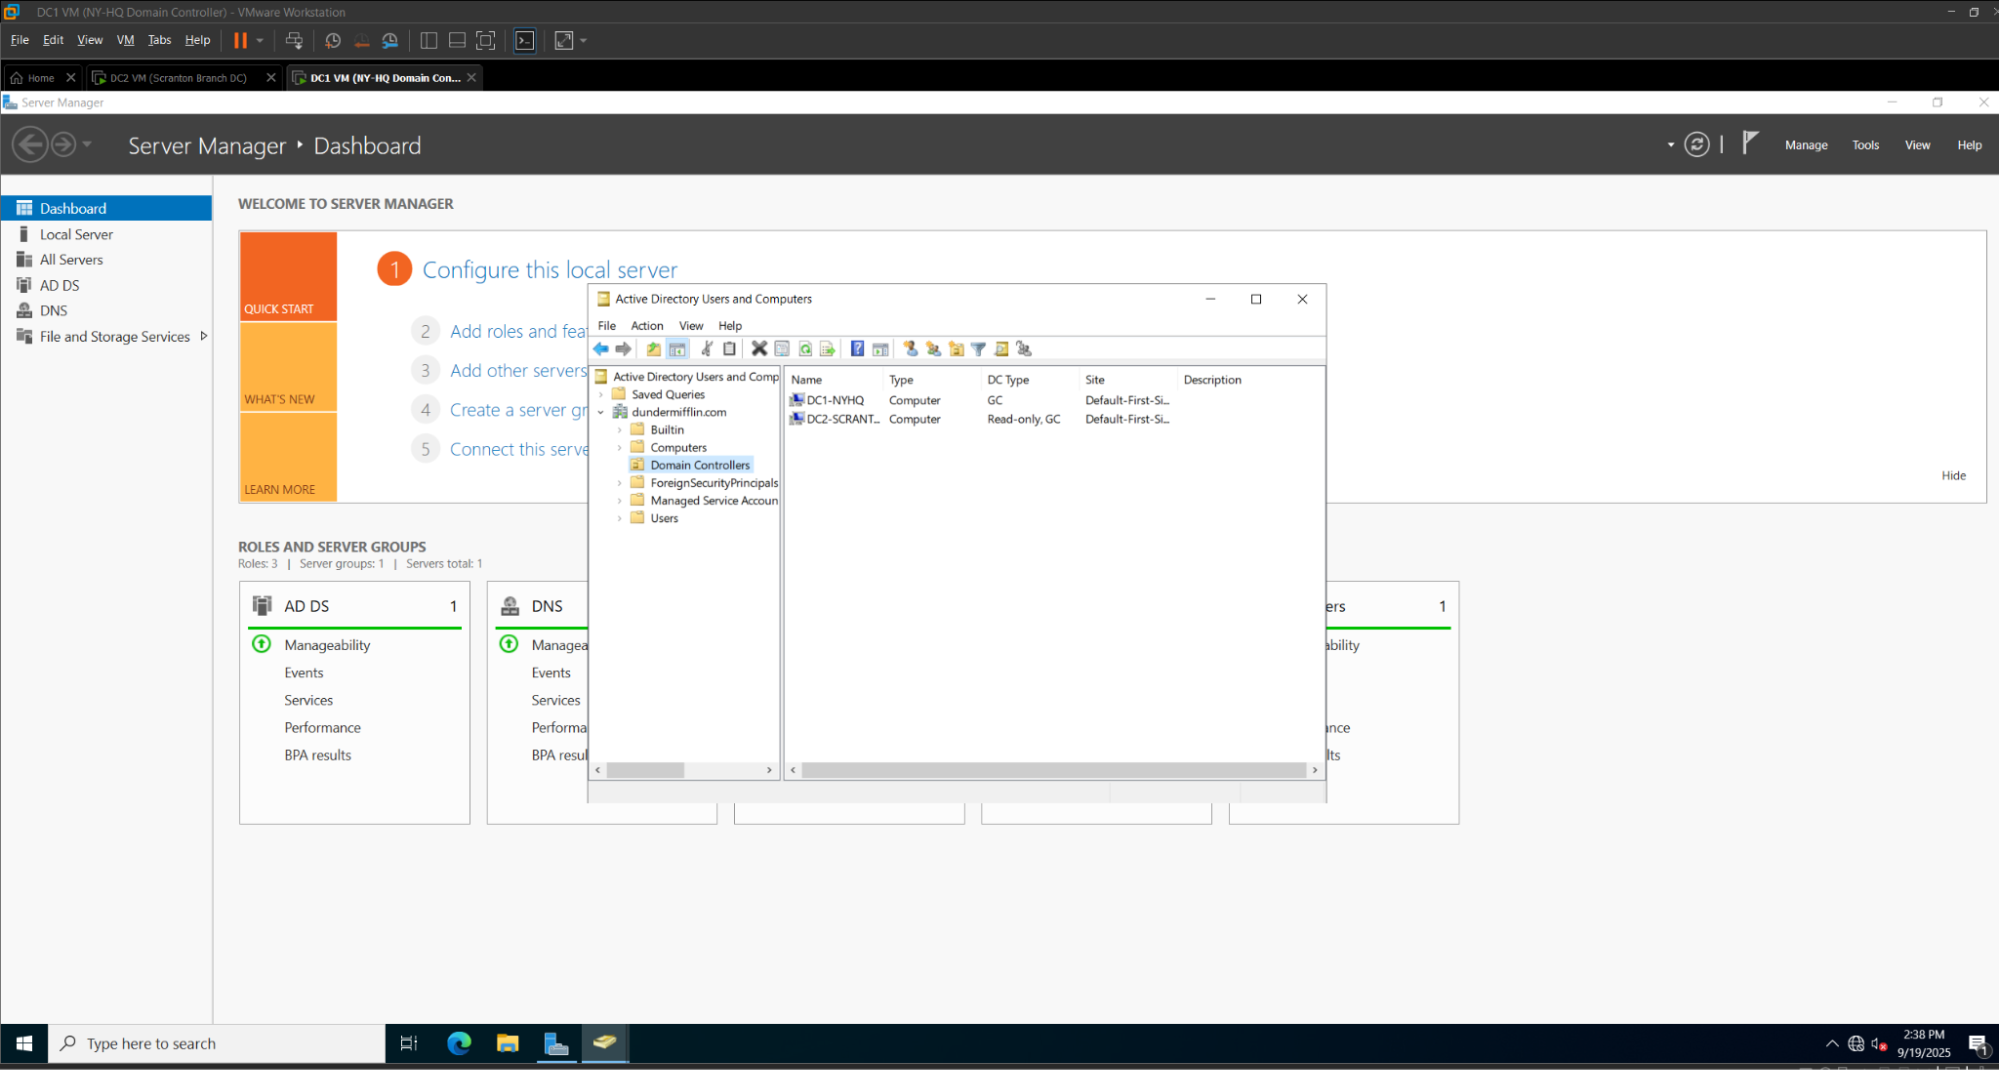 DC1 VM (NY-HQ Domain Controller) - VMware Workstation
File Edit View VM Tabs Help
Home DC2 VM (Scranton Branch DC) DC1 VM (NY-HQ Domain Con...
Server Manager
Server Manager Dashboard
Manage Tools View Help
Dashboard
Local Server
All Servers
AD DS
DNS
File and Storage Services
WELCOME TO SERVER MANAGER
QUICK START
WHAT'S NEW
LEARN MORE
1 Configure this local server
2 Add roles and fea
3 Add other servers
4 Create a server gr
5 Connect this serve
Hide
Active Directory Users and Computers
File Action View Help
Active Directory Users and Comp
Saved Queries
dundermifflin.com
Builtin
Computers
Domain Controllers
ForeignSecurityPrincipals
Managed Service Accoun
Users
Name Type DC Type Site Description
DC1-NYHQ Computer GC Default-First-Si...
DC2-SCRANT... Computer Read-only, GC Default-First-Si...
ROLES AND SERVER GROUPS
Roles: 3 | Server groups: 1 | Servers total: 1
AD DS 1
Manageability
Events
Services
Performance
BPA results
DNS
Managea
Events
Services
Performa
BPA resul
ers 1
ability
nce
lts
Type here to search
2:38 PM
9/19/2025
1